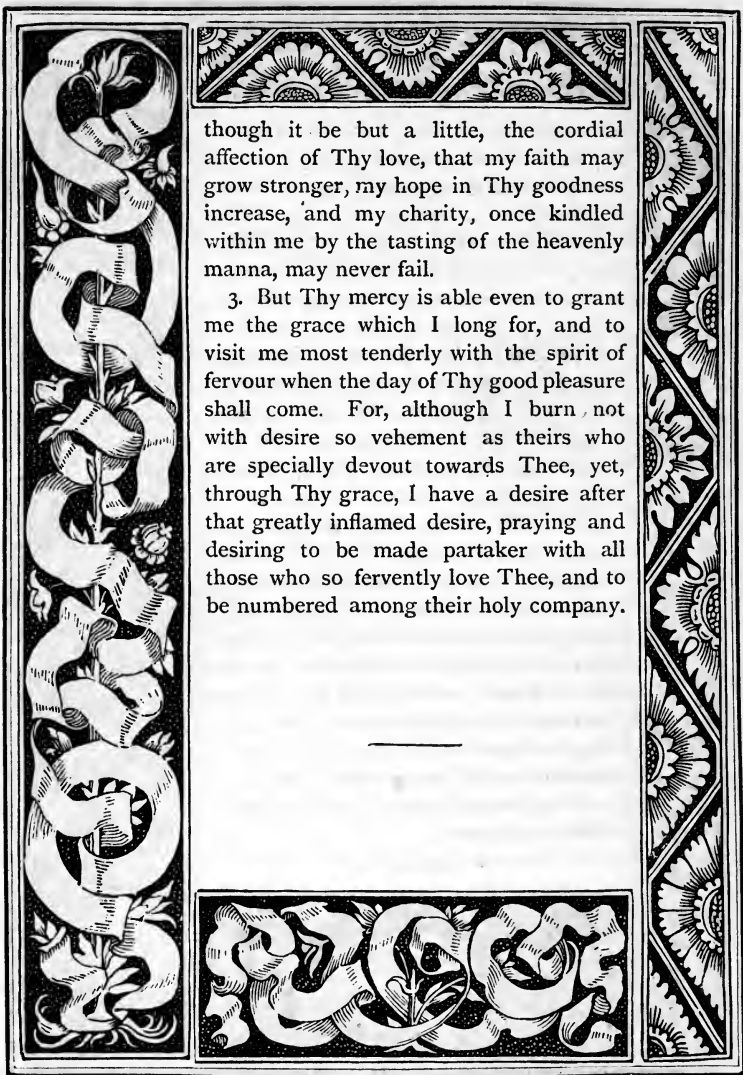 though it be but a little, the cordial
affection of Thy love, that my faith may
grow stronger, my hope in Thy goodness
increase, and my charity, once kindled
within me by the tasting of the heavenly
manna, may never fail.
3. But Thy mercy is able even to grant
me the grace which I long for, and to
visit me most tenderly with the spirit of
fervour when the day of Thy good pleasure
shall come. For, although I burn not
with desire so vehement as theirs who
are specially devout towards Thee, yet,
through Thy grace, I have a desire after
that greatly inflamed desire, praying and
desiring to be made partaker with all
those who so fervently love Thee, and to
be numbered among their holy company.